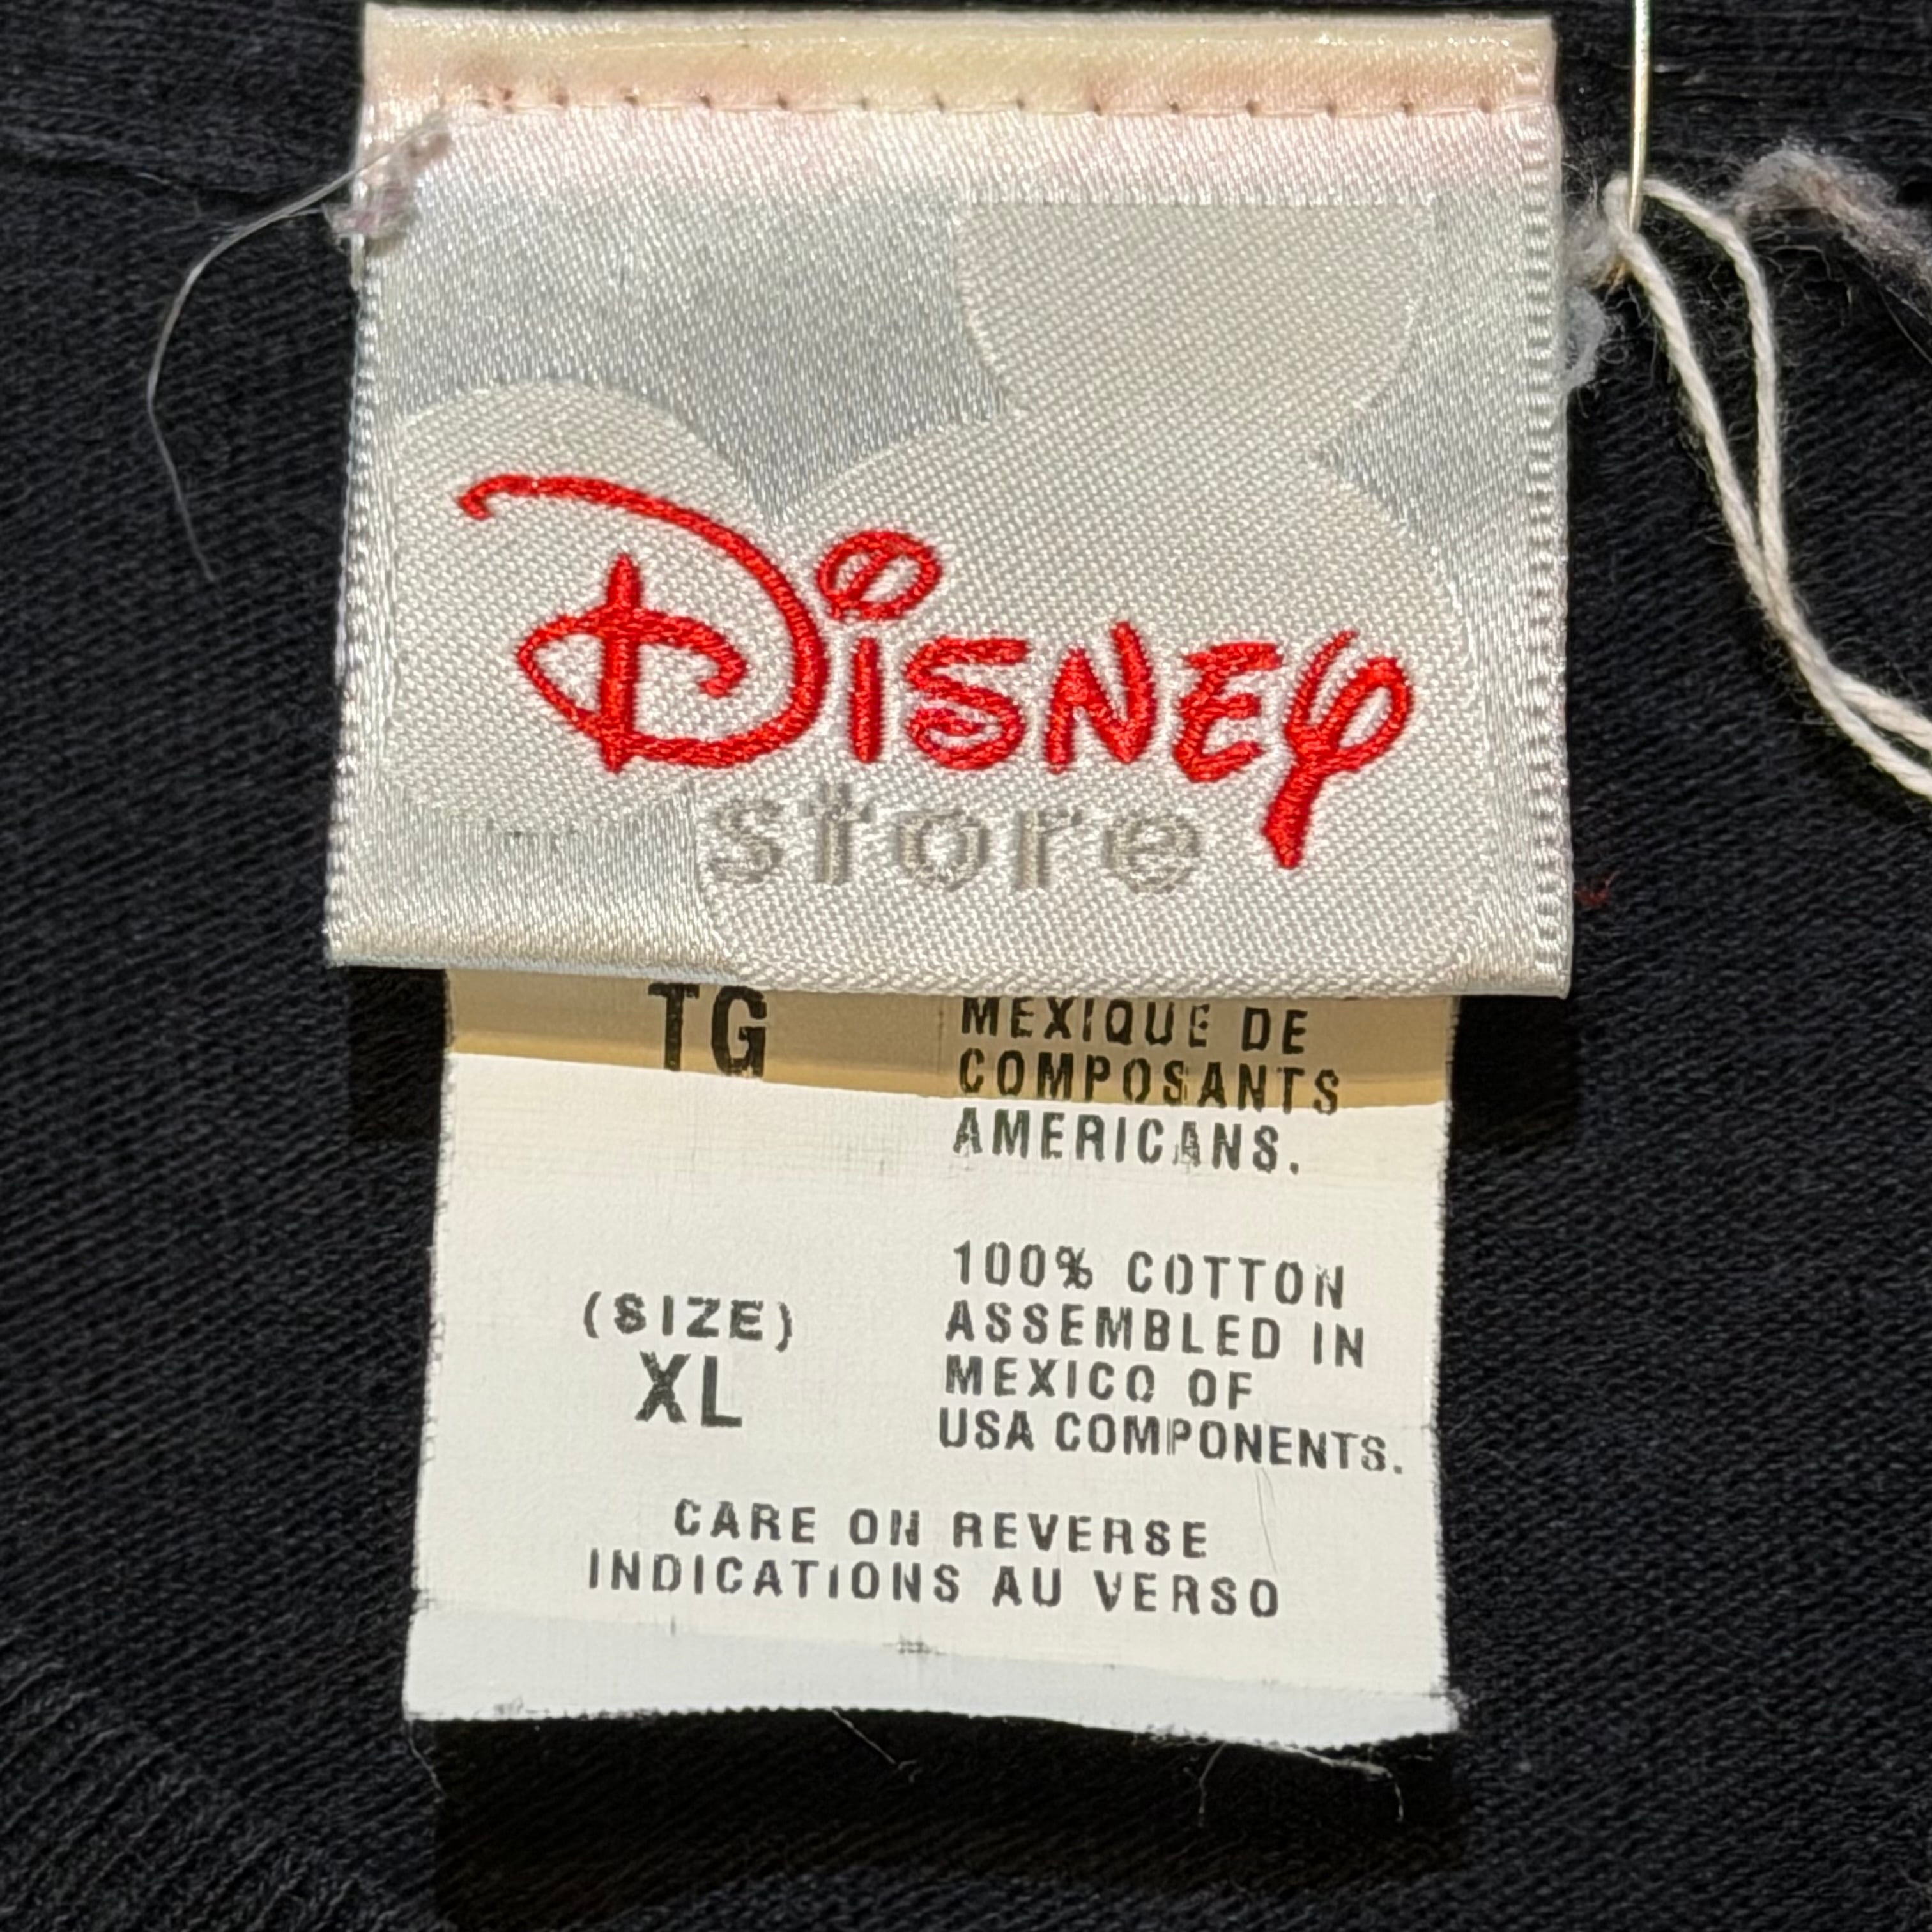 Disney
store
TG
MEXIQUE DE
COMPOSANTS
AMERICANS.
(SIZE)
XL
100% COTTON
ASSEMBLED IN
MEXICO OF
USA COMPONENTS.
CARE ON REVERSE
INDICATIONS AU VERSO